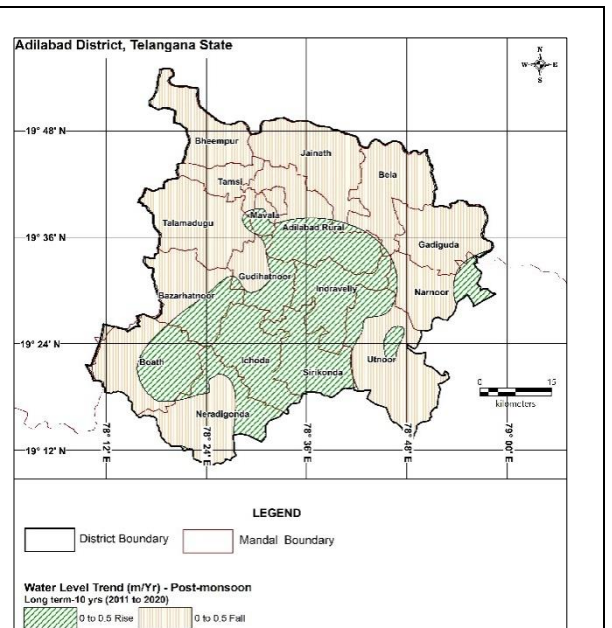 Adilabad District, Telangana State
N
W E
S
19° 48' N
Bheempur
Jainath
Tamsi
Bela
Mavala
Talamadugu
Adilabad Rural
19° 36' N
Gadiguda
Gudihatnoor
Indravelly
Narnoor
Bazarhatnoor
19° 24' N
Boath
Ichoda
Utnoor
Sirikonda
0 15
kilometers
Neradigonda
19° 12' N
78° 12' E
78° 24' E
78° 36' E
78° 48' E
79° 00' E
LEGEND
District Boundary
Mandal Boundary
Water Level Trend (m/Yr) - Post-monsoon
Long term-10 yrs (2011 to 2020)
0 to 0.5 Rise
0 to 0.5 Fall